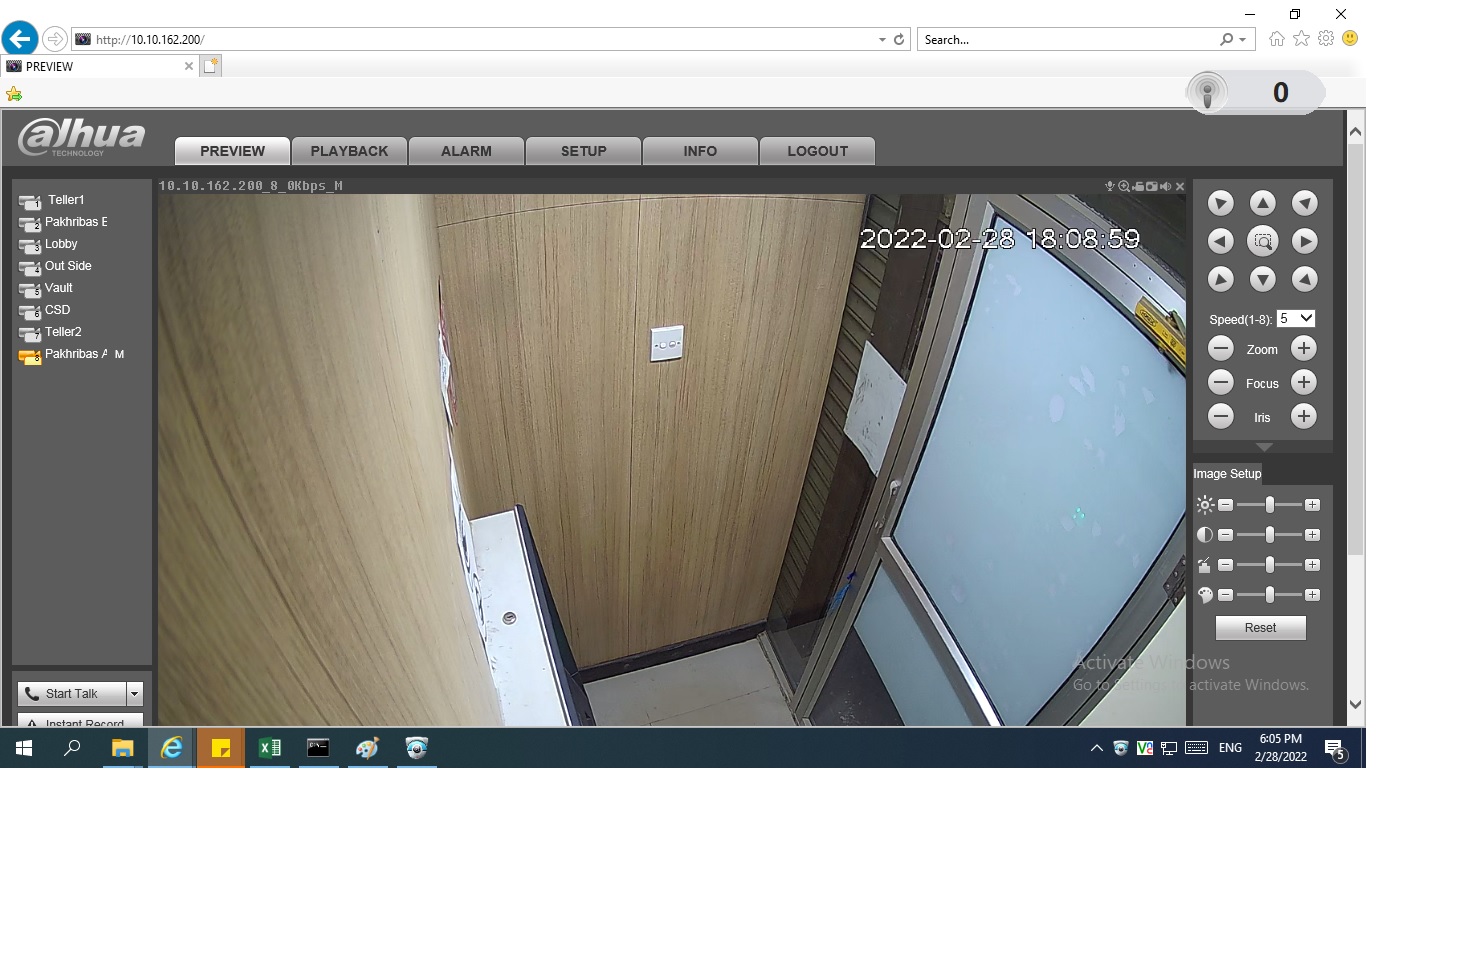 http://10.10.162.200/
Search...
PREVIEW
0
alhua
TECHNOLOGY
PREVIEW
PLAYBACK
ALARM
SETUP
INFO
LOGOUT
10.10.162.200_8_0Kbps_M
2022-02-28 18:08:59
1 Teller1
2 Pakhribas E
3 Lobby
4 Out Side
5 Vault
6 CSD
7 Teller2
8 Pakhribas A M
Speed(1-8): 5
Zoom
Focus
Iris
Image Setup
Reset
Activate Windows
Go to Settings to activate Windows.
Start Talk
Instant Record
ENG
6:05 PM
2/28/2022
5